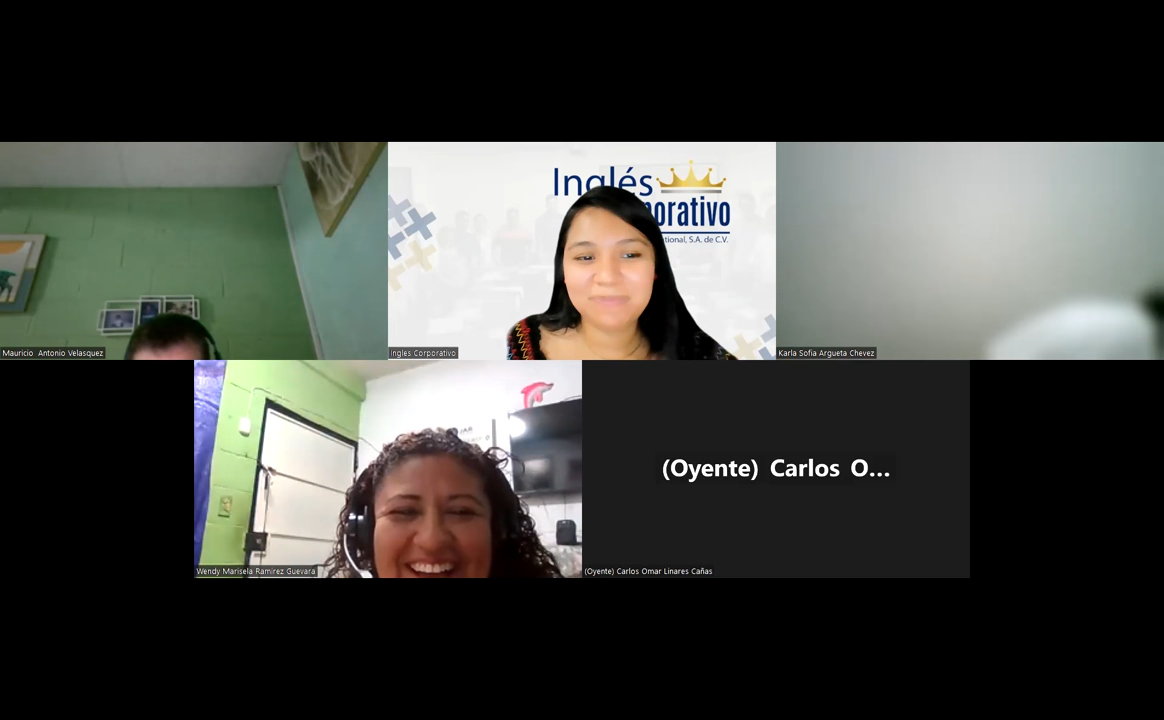 Inglés
orativo
tional, S.A. de C.V.
Mauricio Antonio Velasquez
Ingles Corporativo
Karla Sofia Argueta Chevez
(Oyente) Carlos O...
Wendy Marisela Ramirez Guevara
(Oyente) Carlos Omar Linares Cañas